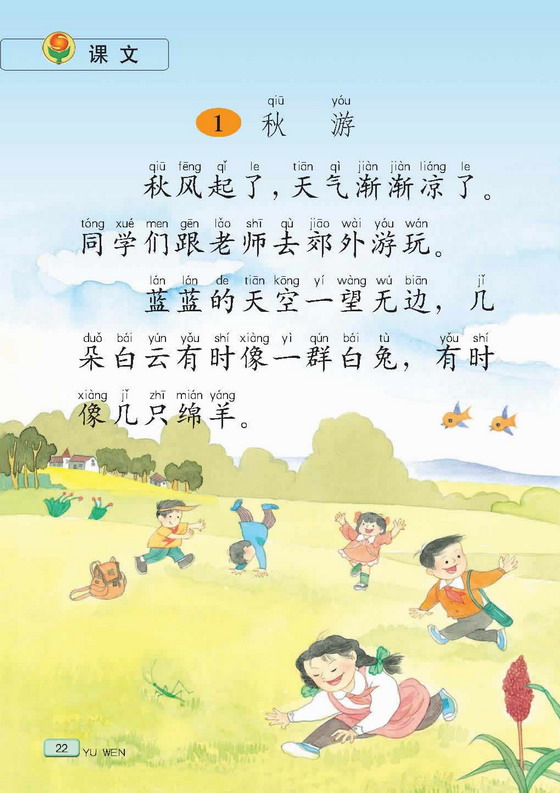 课文
qiū yóu
1 秋 游
qiū fēng qǐ le tiān qì jiàn jiàn liáng le
秋风起了，天气渐渐凉了。
tóng xué men gēn lǎo shī qù jiāo wài yóu wán
同学们跟老师去郊外游玩。
lán lán de tiān kōng yí wàng wú biān jǐ
蓝蓝的天空一望无边，几
duǒ bái yún yǒu shí xiàng yì qún bái tù yǒu shí
朵白云有时像一群白兔，有时
xiàng jǐ zhī mián yáng
像几只绵羊。
22 YU WEN